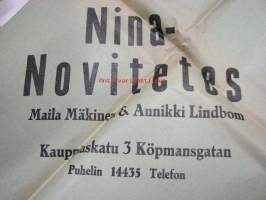 Nina-
Novitetes
Maila Mäkinen & Annikki Lindbom
Kauppaskatu 3 Köpmansgatan
Puhelin 14435 Telefon